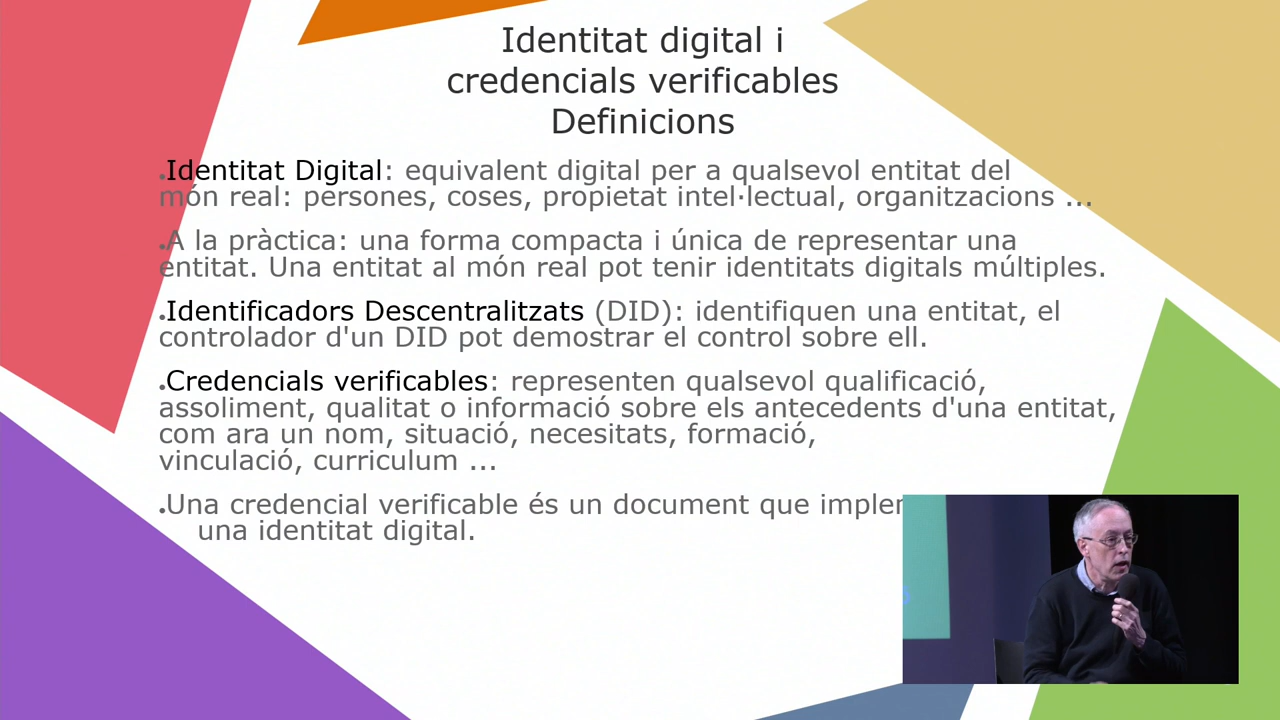 Identitat digital i
credencials verificables
Definicions
•Identitat Digital: equivalent digital per a qualsevol entitat del
món real: persones, coses, propietat intel·lectual, organitzacions ...
•A la pràctica: una forma compacta i única de representar una
entitat. Una entitat al món real pot tenir identitats digitals múltiples.
•Identificadors Descentralitzats (DID): identifiquen una entitat, el
controlador d'un DID pot demostrar el control sobre ell.
•Credencials verificables: representen qualsevol qualificació,
assoliment, qualitat o informació sobre els antecedents d'una entitat,
com ara un nom, situació, necesitats, formació,
vinculació, curriculum ...
•Una credencial verificable és un document que
una identitat digital.